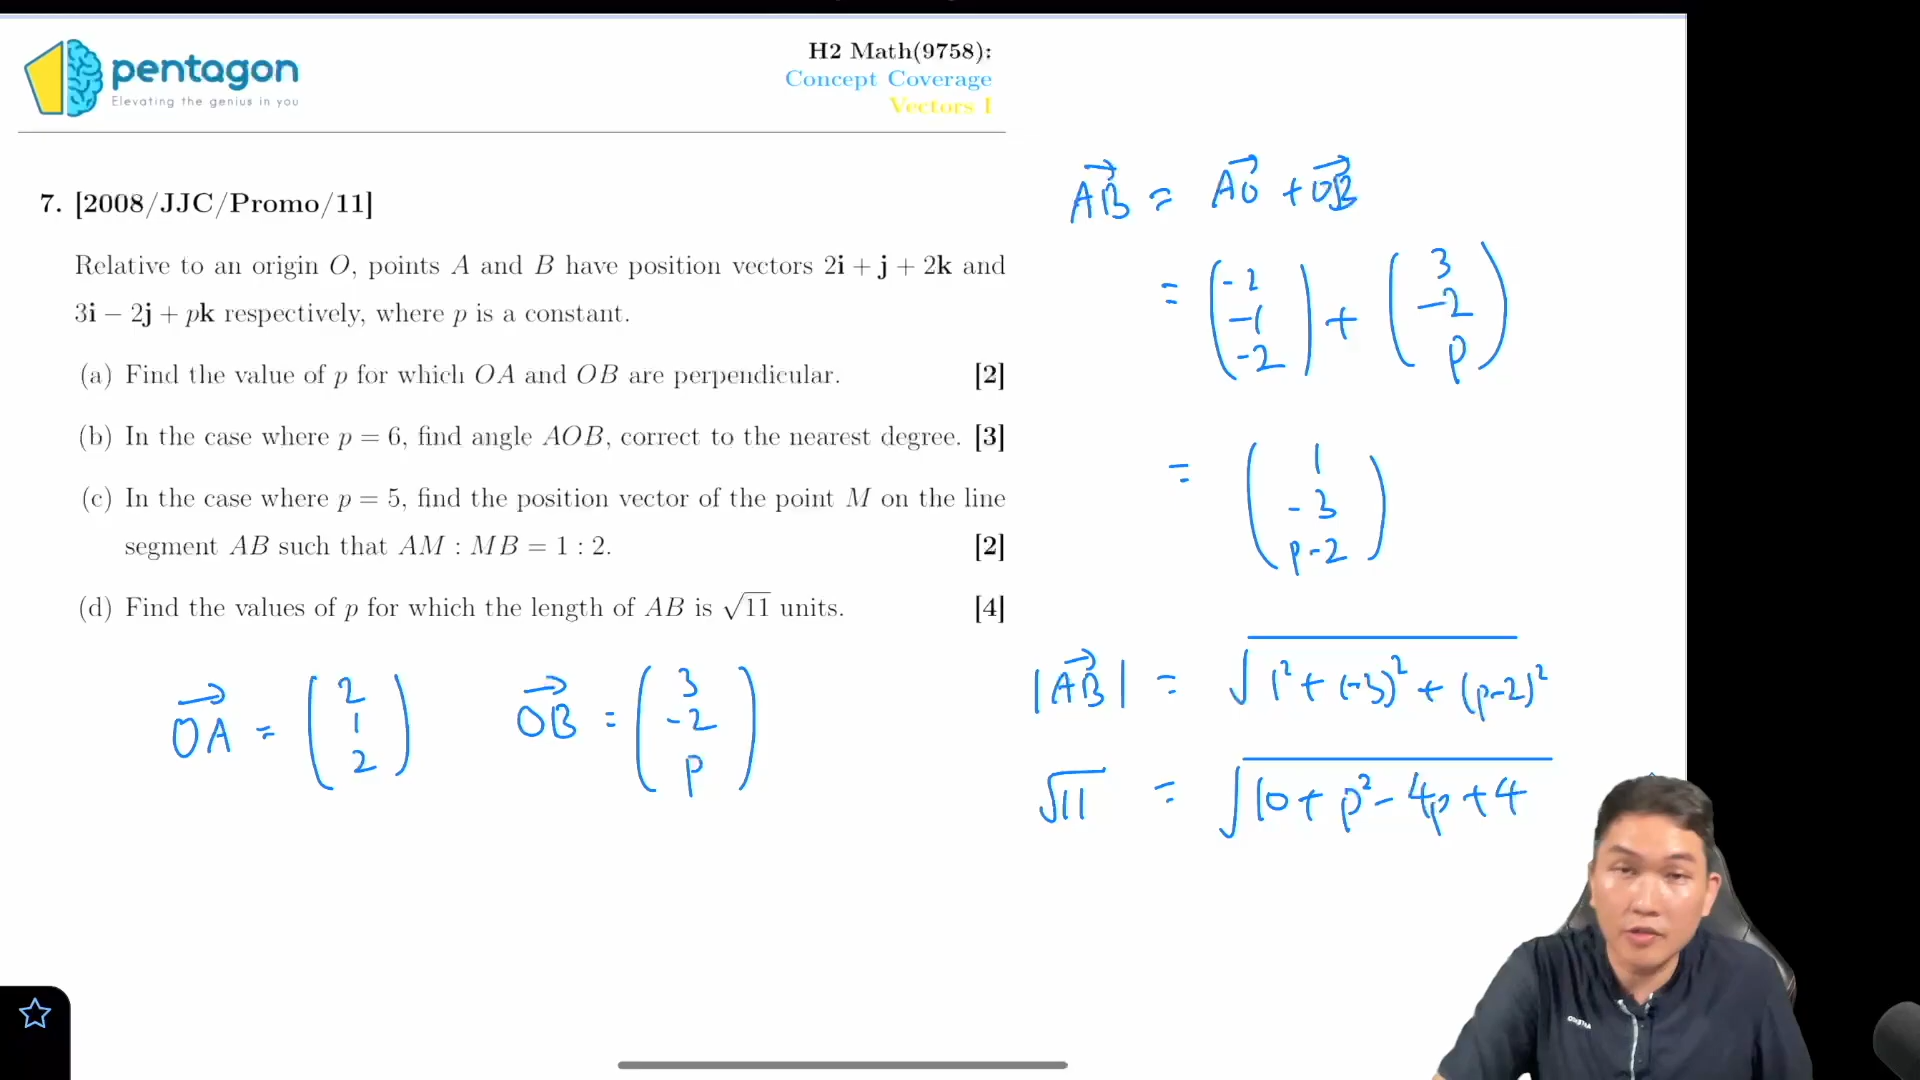 pentagon
Elevating the genius in you
H2 Math(9758):
Concept Coverage
Vectors I
7. [2008/JJC/Promo/11]
Relative to an origin O, points A and B have position vectors 2i + j + 2k and
3i − 2j + pk respectively, where p is a constant.
(a) Find the value of p for which OA and OB are perpendicular. [2]
(b) In the case where p = 6, find angle AOB, correct to the nearest degree. [3]
(c) In the case where p = 5, find the position vector of the point M on the line
segment AB such that AM : MB = 1 : 2. [2]
(d) Find the values of p for which the length of AB is √11 units. [4]
→OA = (2 1 2) →OB = (3 -2 p)
→AB = →AO + →OB
= (-2 -1 -2) + (3 -2 p)
= (1 -3 p-2)
|→AB| = √1² + (-3)² + (p-2)²
√11 = √10 + p² - 4p + 4